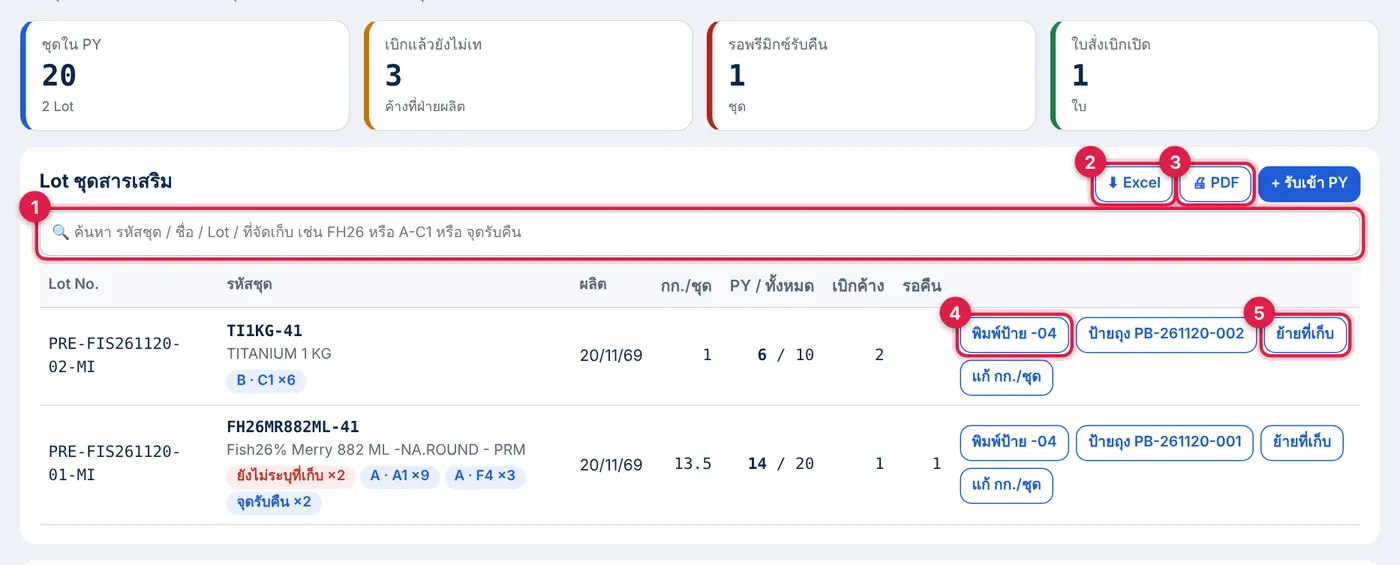 ชุดใน PY
20
2 Lot
เบิกแล้วยังไม่เท
3
ค้างที่ฝ่ายผลิต
รอพรีมิกซ์รับคืน
1
ชุด
ใบสั่งเบิกเปิด
1
ใบ
Lot ชุดสารเสริม
2
⬇ Excel
3
🖨 PDF
+ รับเข้า PY
1
🔍 ค้นหา รหัสชุด / ชื่อ / Lot / ที่จัดเก็บ เช่น FH26 หรือ A-C1 หรือ จุดรับคืน
Lot No. รหัสชุด ผลิต กก./ชุด PY / ทั้งหมด เบิกค้าง รอคืน
PRE-FIS261120-
02-MI
TI1KG-41
TITANIUM 1 KG
B · C1 ×6
20/11/69 1 6 / 10 2
4
พิมพ์ป้าย -04
ป้ายถุง PB-261120-002
5
ย้ายที่เก็บ
แก้ กก./ชุด
PRE-FIS261120-
01-MI
FH26MR882ML-41
Fish26% Merry 882 ML -NA.ROUND - PRM
ยังไม่ระบุที่เก็บ ×2 A · A1 ×9 A · F4 ×3
จุดรับคืน ×2
20/11/69 13.5 14 / 20 1 1
พิมพ์ป้าย -04 ป้ายถุง PB-261120-001 ย้ายที่เก็บ
แก้ กก./ชุด